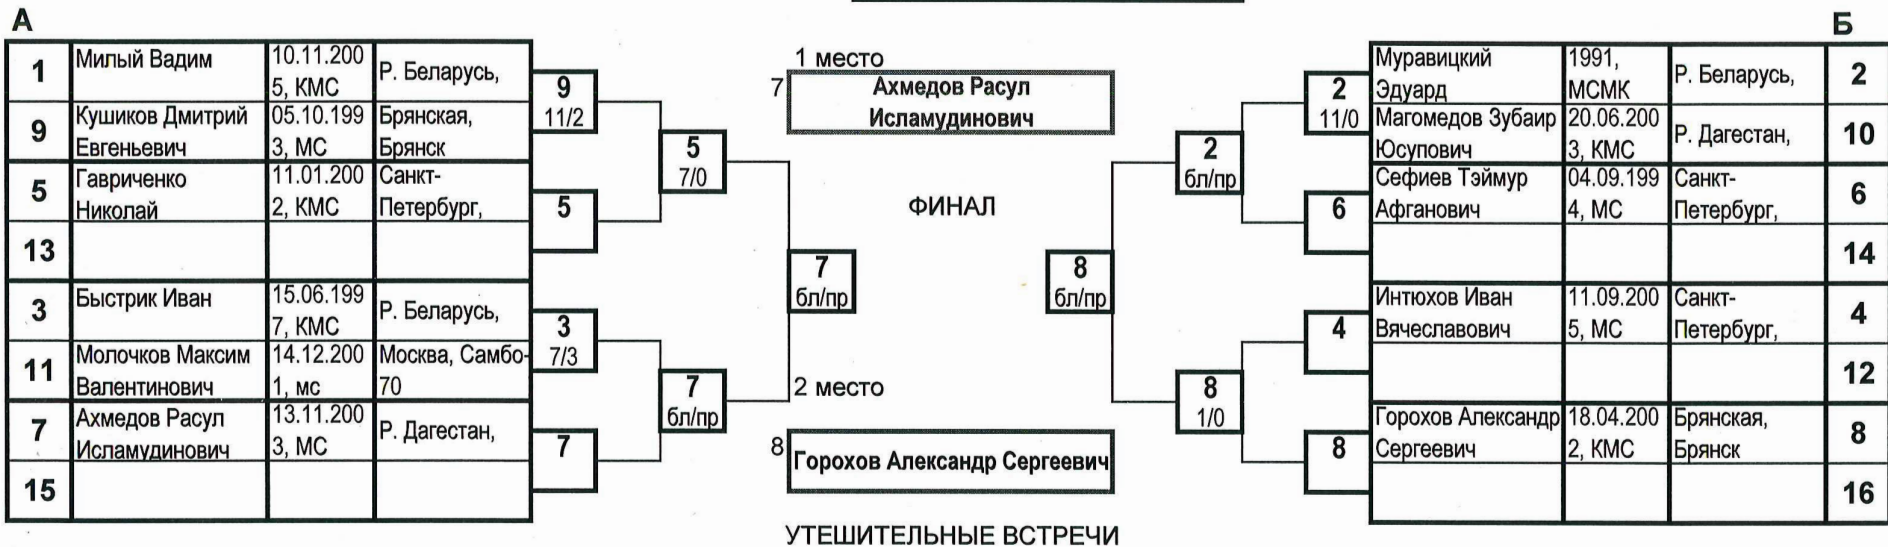 А
Б
1
Милый Вадим
10.11.200
5, КМС
Р. Беларусь,
9
Кушиков Дмитрий
Евгеньевич
05.10.199
3, МС
Брянская,
Брянск
5
Гавриченко
Николай
11.01.200
2, КМС
Санкт-
Петербург,
13
3
Быстрик Иван
15.06.199
7, КМС
Р. Беларусь,
11
Молочков Максим
Валентинович
14.12.200
1, мс
Москва, Самбо-
70
7
Ахмедов Расул
Исламудинович
13.11.200
3, МС
Р. Дагестан,
15
9
11/2
5
3
7/3
7
5
7/0
7
бл/пр
7
бл/пр
1 место
7
Ахмедов Расул
Исламудинович
ФИНАЛ
2 место
8
Горохов Александр Сергеевич
УТЕШИТЕЛЬНЫЕ ВСТРЕЧИ
8
бл/пр
2
бл/пр
8
1/0
2
11/0
6
4
8
Муравицкий
Эдуард
1991,
МСМК
Р. Беларусь,
2
Магомедов Зубаир
Юсупович
20.06.200
3, КМС
Р. Дагестан,
10
Сефиев Тэймур
Афганович
04.09.199
4, МС
Санкт-
Петербург,
6
14
Интюхов Иван
Вячеславович
11.09.200
5, МС
Санкт-
Петербург,
4
12
Горохов Александр
Сергеевич
18.04.200
2, КМС
Брянская,
Брянск
8
16